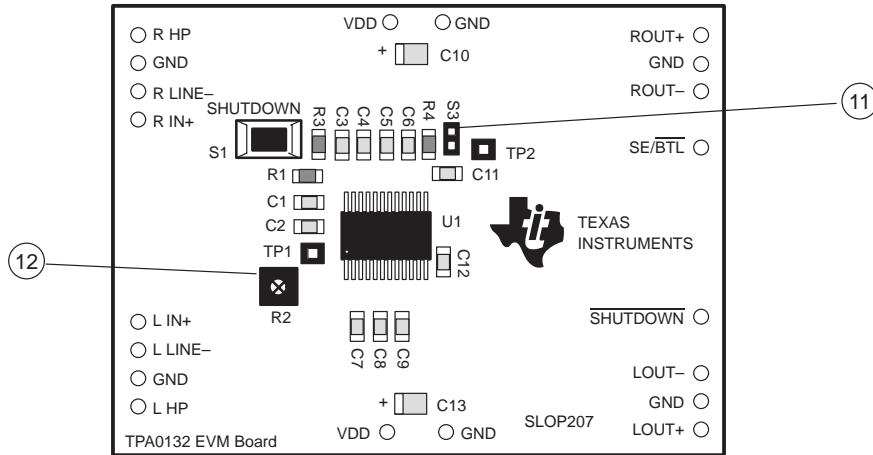 VDD GND
R HP
GND
R LINE–
R IN+
+ C10
ROUT+
GND
ROUT–
11
SHUTDOWN
S1
R3
C3
C4
C5
C6
R4
S3
TP2
SE/BTL
R1
C11
C1
C2
U1
TEXAS
INSTRUMENTS
TP1
C12
12
R2
L IN+
L LINE–
GND
L HP
C7
C8
C9
SHUTDOWN
LOUT–
GND
LOUT+
+ C13
SLOP207
VDD GND
TPA0132 EVM Board